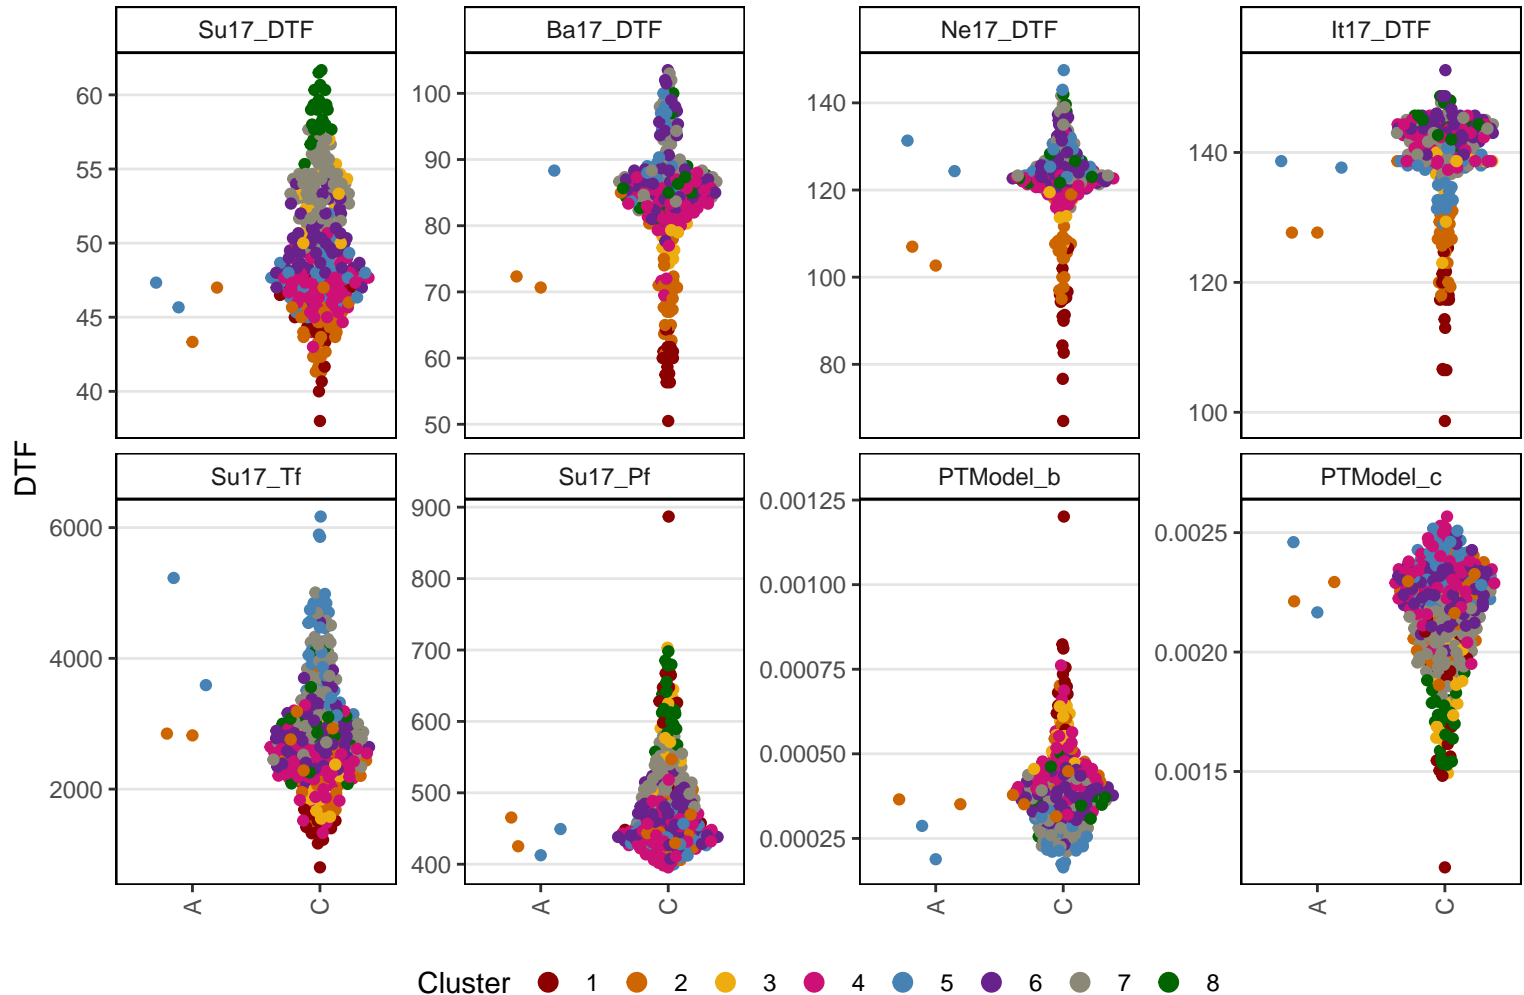 Su17_DTF
Ba17_DTF
Ne17_DTF
It17_DTF
60
55
50
45
40
100
90
80
70
60
50
140
120
100
80
140
120
100
DTF
Su17_Tf
Su17_Pf
PTModel_b
PTModel_c
6000
4000
2000
900
800
700
600
500
400
0.00125
0.00100
0.00075
0.00050
0.00025
0.0025
0.0020
0.0015
A
C
A
C
A
C
A
C
Cluster 1 2 3 4 5 6 7 8